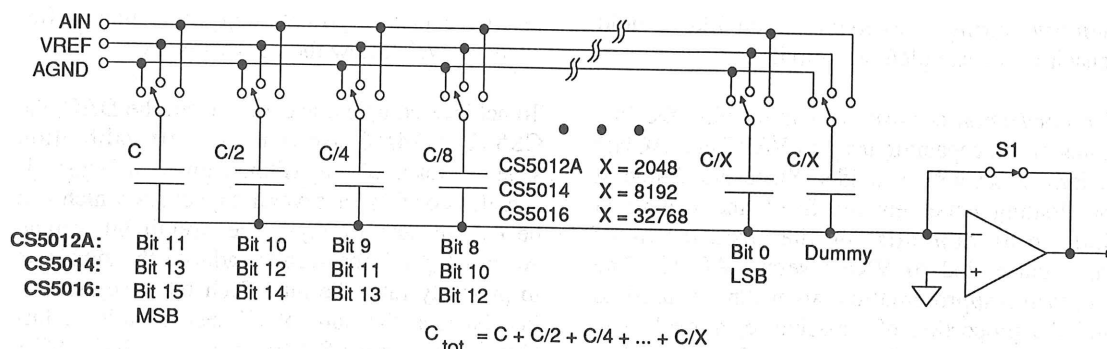 AIN
VREF
AGND
S1
C C/2 C/4 C/8 C/X C/X
CS5012A X = 2048
CS5014 X = 8192
CS5016 X = 32768
− +
CS5012A: Bit 11 Bit 10 Bit 9 Bit 8 Bit 0 Dummy
CS5014: Bit 13 Bit 12 Bit 11 Bit 10 LSB
CS5016: Bit 15 Bit 14 Bit 13 Bit 12
MSB
C tot = C + C/2 + C/4 + ... + C/X